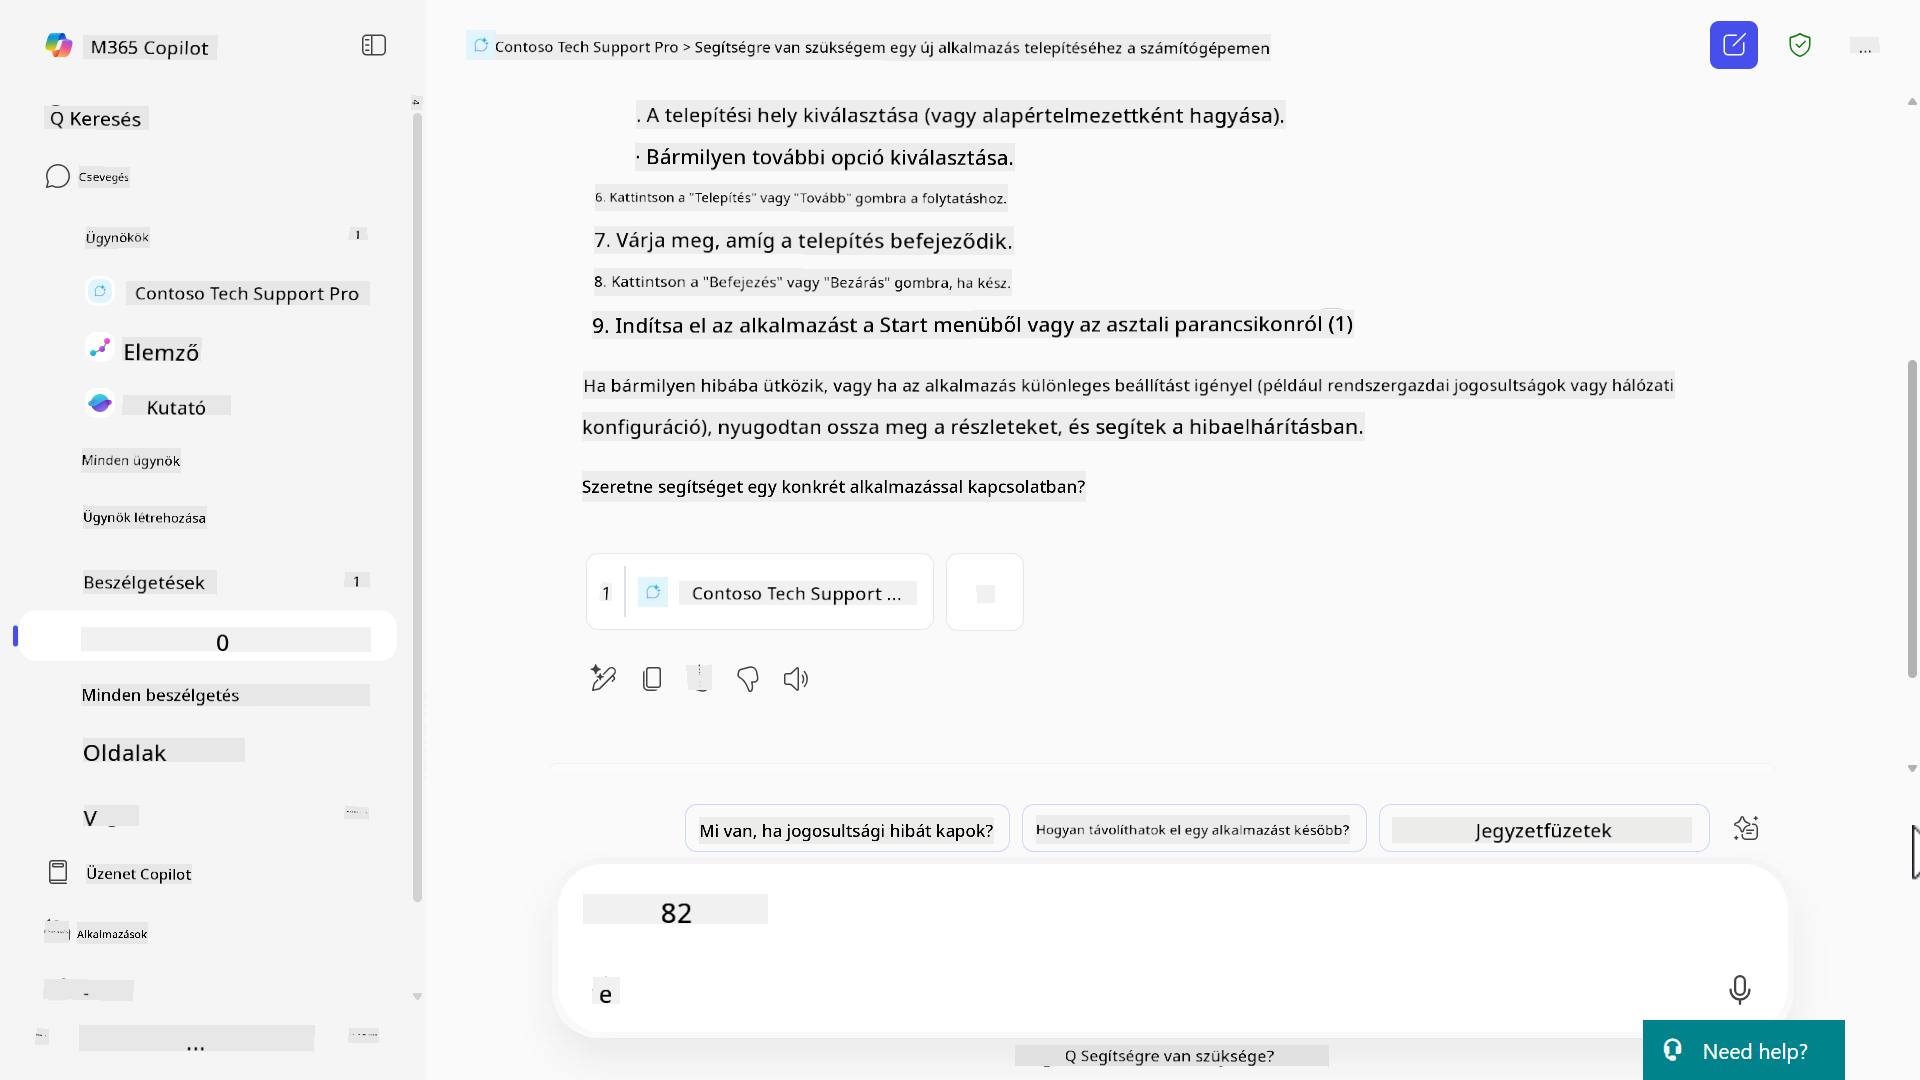 M365 Copilot
Q Keresés
Csevegés
Ügynökök 1
Contoso Tech Support Pro
Elemző
Kutató
Minden ügynök
Ügynök létrehozása
Beszélgetések 1
0
Minden beszélgetés
Oldalak
V
Üzenet Copilot
Alkalmazások
-
...
Contoso Tech Support Pro > Segítségre van szükségem egy új alkalmazás telepítéséhez a számítógépemen
...
. A telepítési hely kiválasztása (vagy alapértelmezettként hagyása).
· Bármilyen további opció kiválasztása.
6. Kattintson a "Telepítés" vagy "Tovább" gombra a folytatáshoz.
7. Várja meg, amíg a telepítés befejeződik.
8. Kattintson a "Befejezés" vagy "Bezárás" gombra, ha kész.
9. Indítsa el az alkalmazást a Start menüből vagy az asztali parancsikonról (1)
Ha bármilyen hibába ütközik, vagy ha az alkalmazás különleges beállítást igényel (például rendszergazdai jogosultságok vagy hálózati
konfiguráció), nyugodtan ossza meg a részleteket, és segítek a hibaelhárításban.
Szeretne segítséget egy konkrét alkalmazással kapcsolatban?
1 Contoso Tech Support ...
Mi van, ha jogosultsági hibát kapok?
Hogyan távolíthatok el egy alkalmazást később?
Jegyzetfüzetek
82
e
Q Segítségre van szüksége?
Need help?